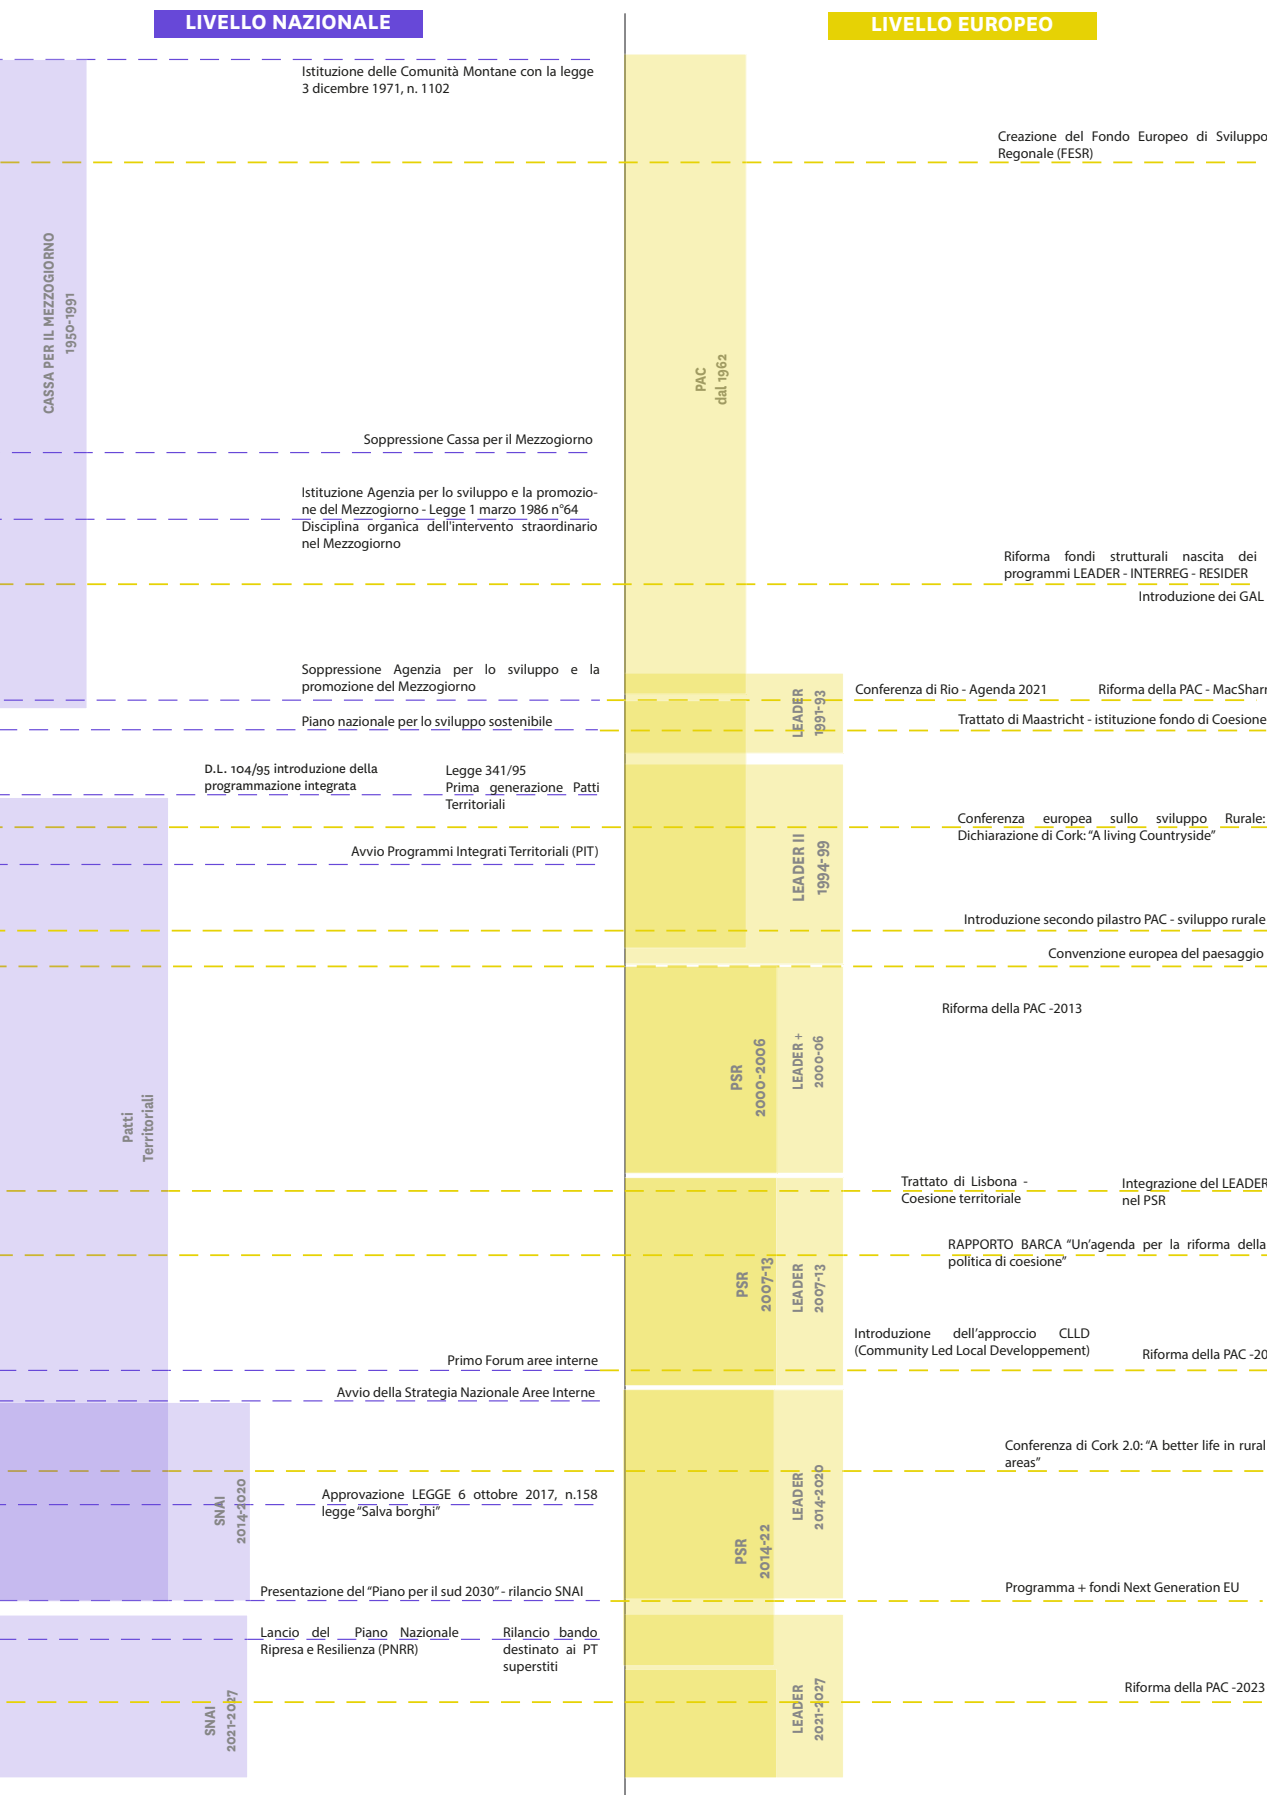 LIVELLO NAZIONALE
LIVELLO EUROPEO
Istituzione delle Comunità Montane con la legge
3 dicembre 1971, n. 1102
Creazione del Fondo Europeo di Sviluppo
Regonale (FESR)
CASSA PER IL MEZZOGIORNO
1950-1991
PAC
dal 1962
Soppressione Cassa per il Mezzogiorno
Istituzione Agenzia per lo sviluppo e la promozio-
ne del Mezzogiorno - Legge 1 marzo 1986 n°64
Disciplina organica dell'intervento straordinario
nel Mezzogiorno
Riforma fondi strutturali nascita dei
programmi LEADER - INTERREG - RESIDER
Introduzione dei GAL
Soppressione Agenzia per lo sviluppo e la
promozione del Mezzogiorno
LEADER
1991-93
Conferenza di Rio - Agenda 2021
Riforma della PAC - MacSharr
Piano nazionale per lo sviluppo sostenibile
Trattato di Maastricht - istituzione fondo di Coesione
D.L. 104/95 introduzione della
programmazione integrata
Legge 341/95
Prima generazione Patti
Territoriali
Conferenza europea sullo sviluppo Rurale:
Dichiarazione di Cork: “A living Countryside”
Avvio Programmi Integrati Territoriali (PIT)
LEADER II
1994-99
Introduzione secondo pilastro PAC - sviluppo rurale
Convenzione europea del paesaggio
Riforma della PAC -2013
PSR
2000-2006
LEADER +
2000-06
Patti
Territoriali
Trattato di Lisbona -
Coesione territoriale
Integrazione del LEADER
nel PSR
RAPPORTO BARCA “Un'agenda per la riforma della
politica di coesione”
PSR
2007-13
LEADER
2007-13
Introduzione dell'approccio CLLD
(Community Led Local Developpement)
Riforma della PAC -20
Primo Forum aree interne
Avvio della Strategia Nazionale Aree Interne
Conferenza di Cork 2.0: “A better life in rural
areas”
SNAI
2014-2020
Approvazione LEGGE 6 ottobre 2017, n.158
legge “Salva borghi”
PSR
2014-22
LEADER
2014-2020
Presentazione del “Piano per il sud 2030” - rilancio SNAI
Programma + fondi Next Generation EU
Lancio del Piano Nazionale
Ripresa e Resilienza (PNRR)
Rilancio bando
destinato ai PT
superstiti
Riforma della PAC -2023
SNAI
2021-2027
LEADER
2021-2027